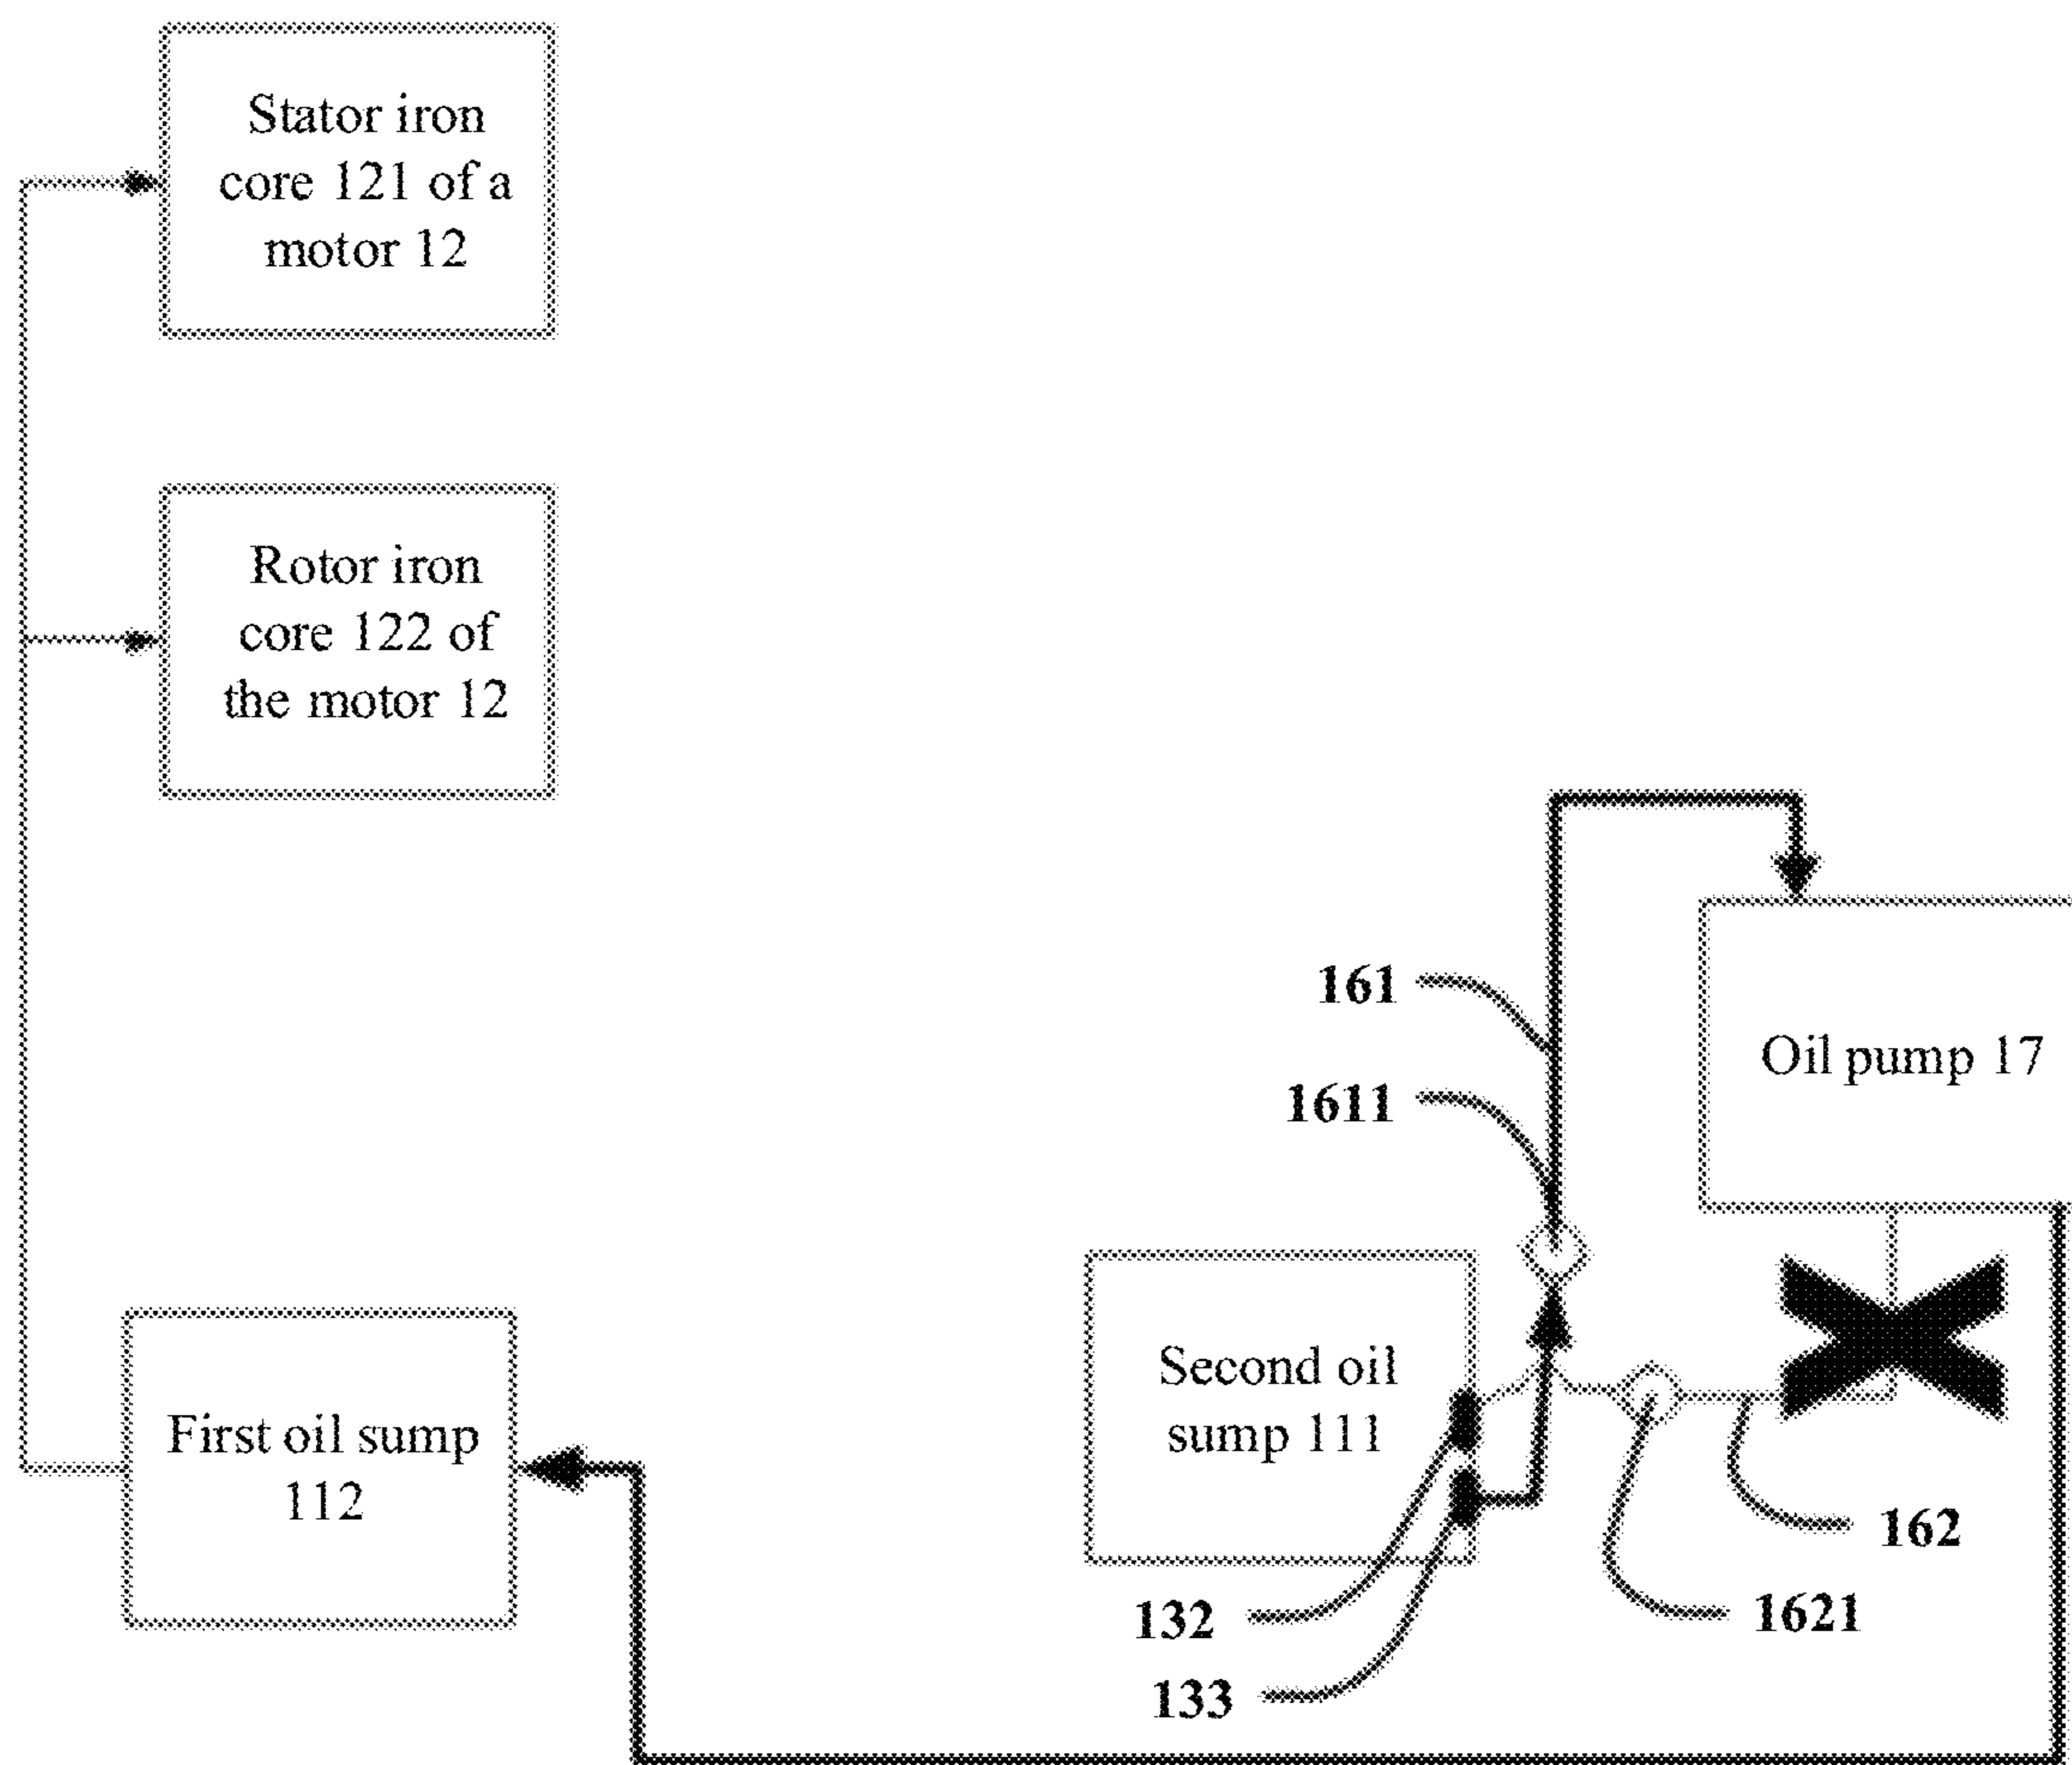 Stator iron
core 121 of a
motor 12
Rotor iron
core 122 of
the motor 12
161
Oil pump 17
1611
Second oil
sump 111
First oil sump
112
162
132
1621
133